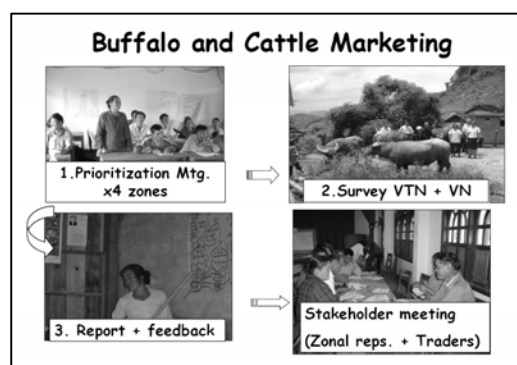 Buffalo and Cattle Marketing
1.Prioritization Mtg.
x4 zones
2.Survey VTN + VN
3. Report + feedback
Stakeholder meeting
(Zonal reps. + Traders)